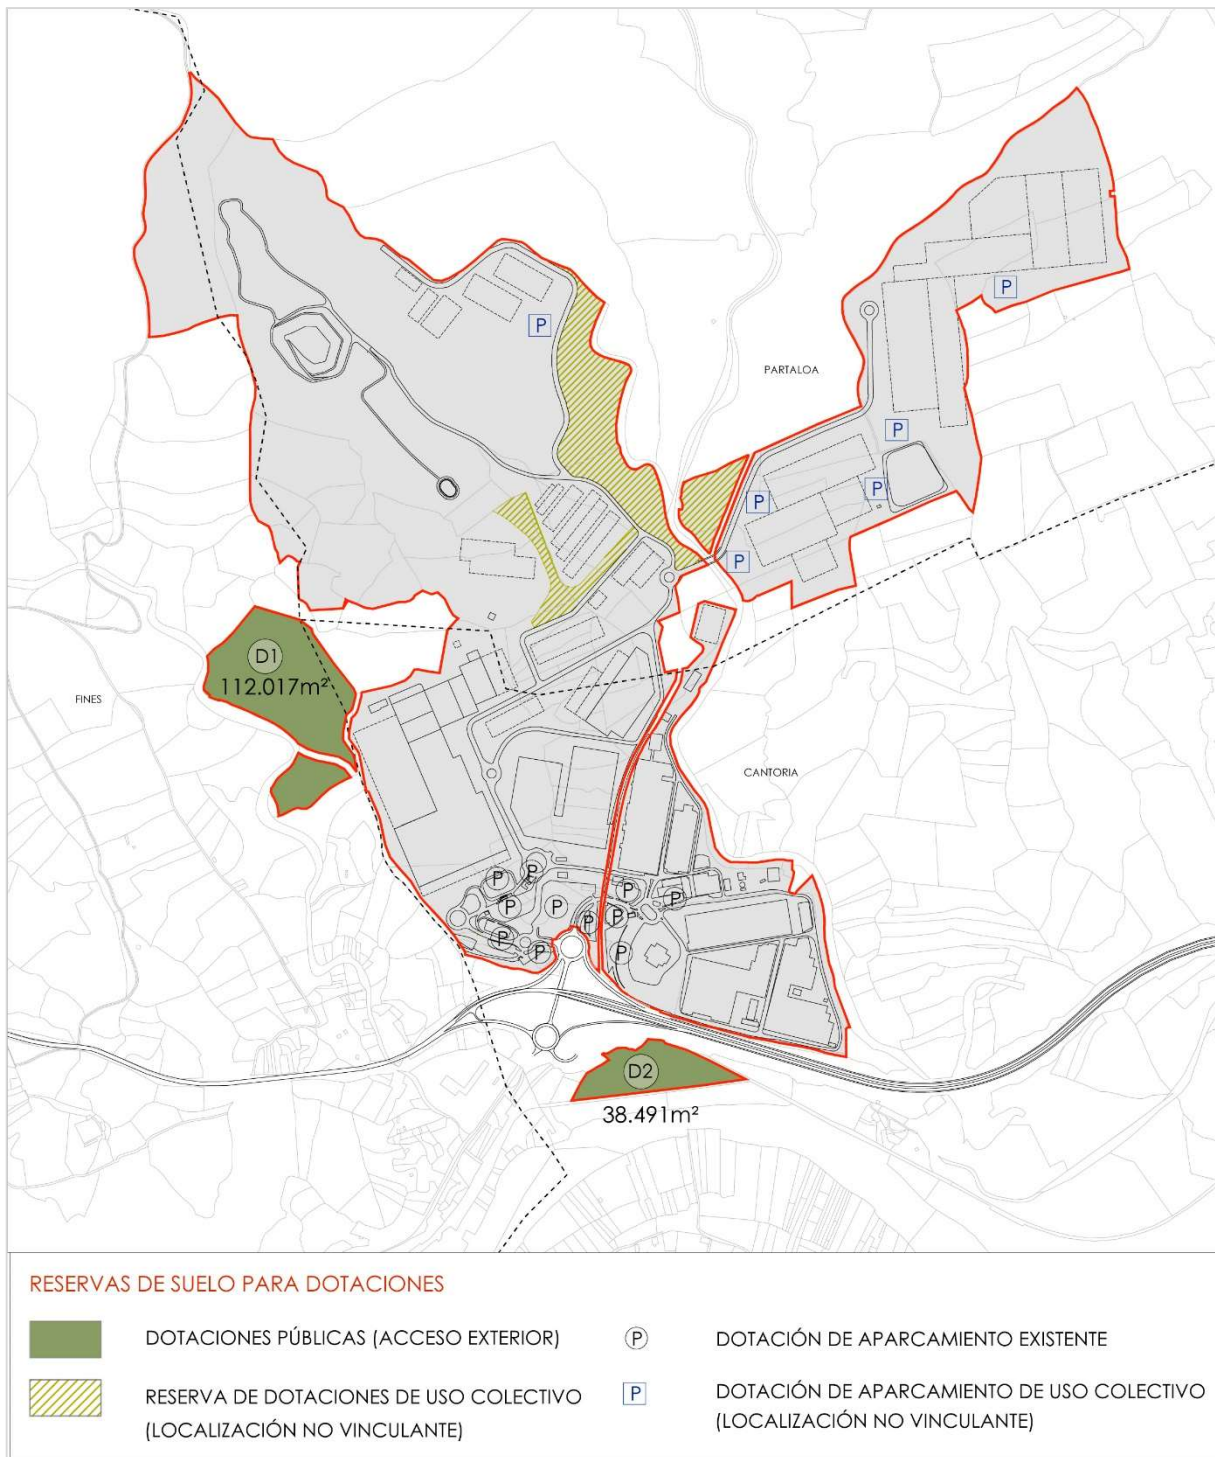 P
P
PARTALOA
P
P
P
P
D1
112.017m²
FINES
CANTORIA
P
P
P
P
P
P
P
P
P
P
P
D2
38.491m²
RESERVAS DE SUELO PARA DOTACIONES
DOTACIONES PÚBLICAS (ACCESO EXTERIOR)
P
DOTACIÓN DE APARCAMIENTO EXISTENTE
RESERVA DE DOTACIONES DE USO COLECTIVO
(LOCALIZACIÓN NO VINCULANTE)
P
DOTACIÓN DE APARCAMIENTO DE USO COLECTIVO
(LOCALIZACIÓN NO VINCULANTE)